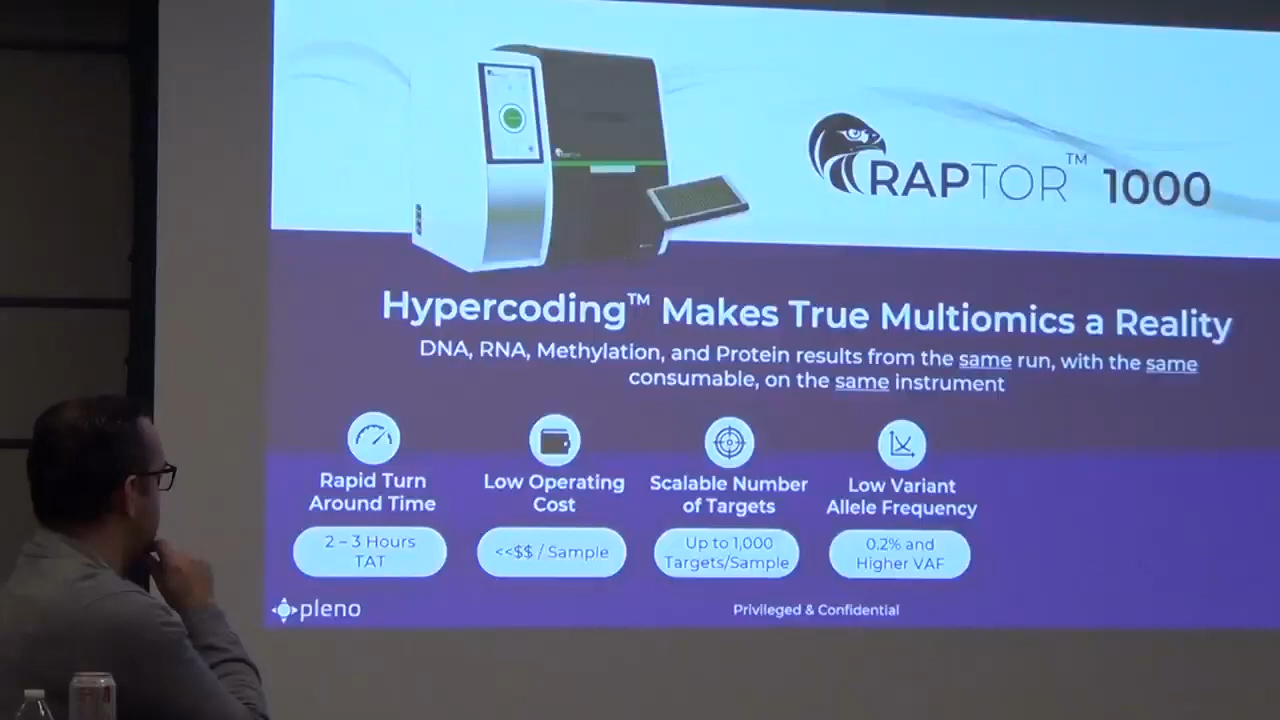 RAPTOR™ 1000
Hypercoding™ Makes True Multiomics a Reality
DNA, RNA, Methylation, and Protein results from the same run, with the same
consumable, on the same instrument
Rapid Turn
Around Time
2 – 3 Hours
TAT
Low Operating
Cost
<<$$ / Sample
Scalable Number
of Targets
Up to 1,000
Targets/Sample
Low Variant
Allele Frequency
0.2% and
Higher VAF
pleno
Privileged & Confidential